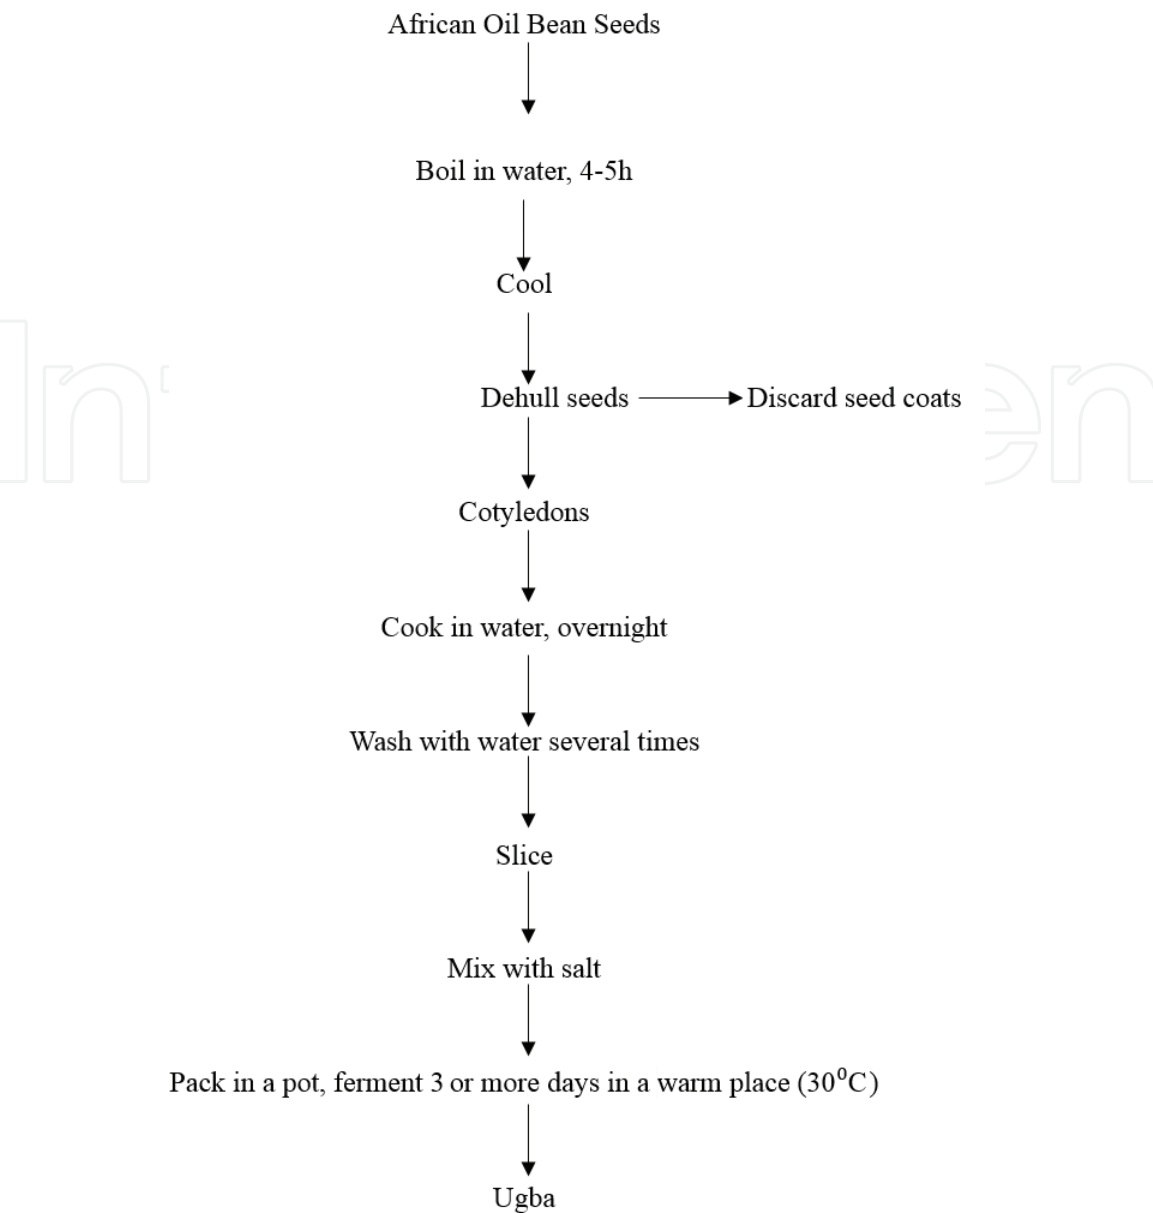 African Oil Bean Seeds
Boil in water, 4-5h
Cool
Dehull seeds
Discard seed coats
Cotyledons
Cook in water, overnight
Wash with water several times
Slice
Mix with salt
Pack in a pot, ferment 3 or more days in a warm place (30⁰C)
Ugba